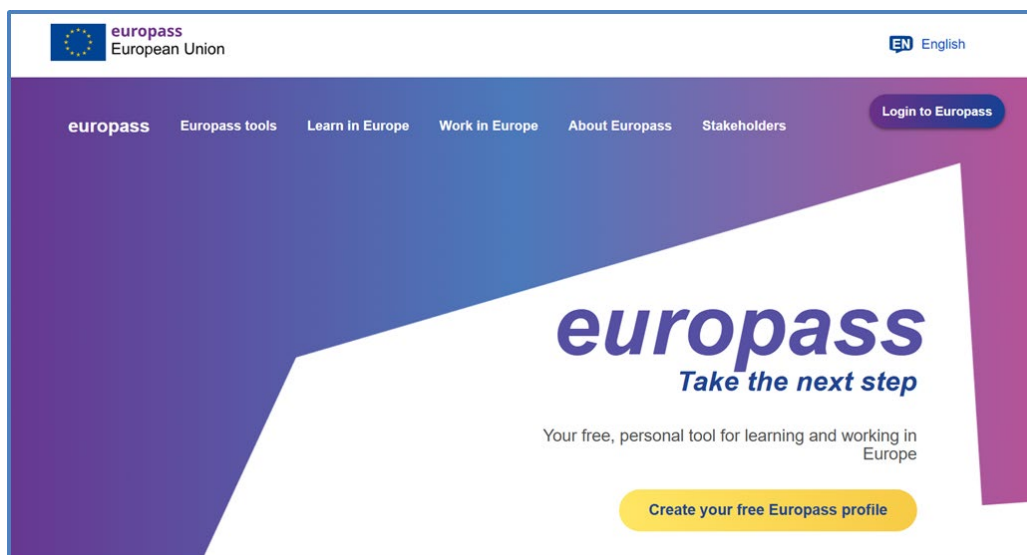 europass
European Union
EN English
europass Europass tools Learn in Europe Work in Europe About Europass Stakeholders Login to Europass
europass
Take the next step
Your free, personal tool for learning and working in
Europe
Create your free Europass profile